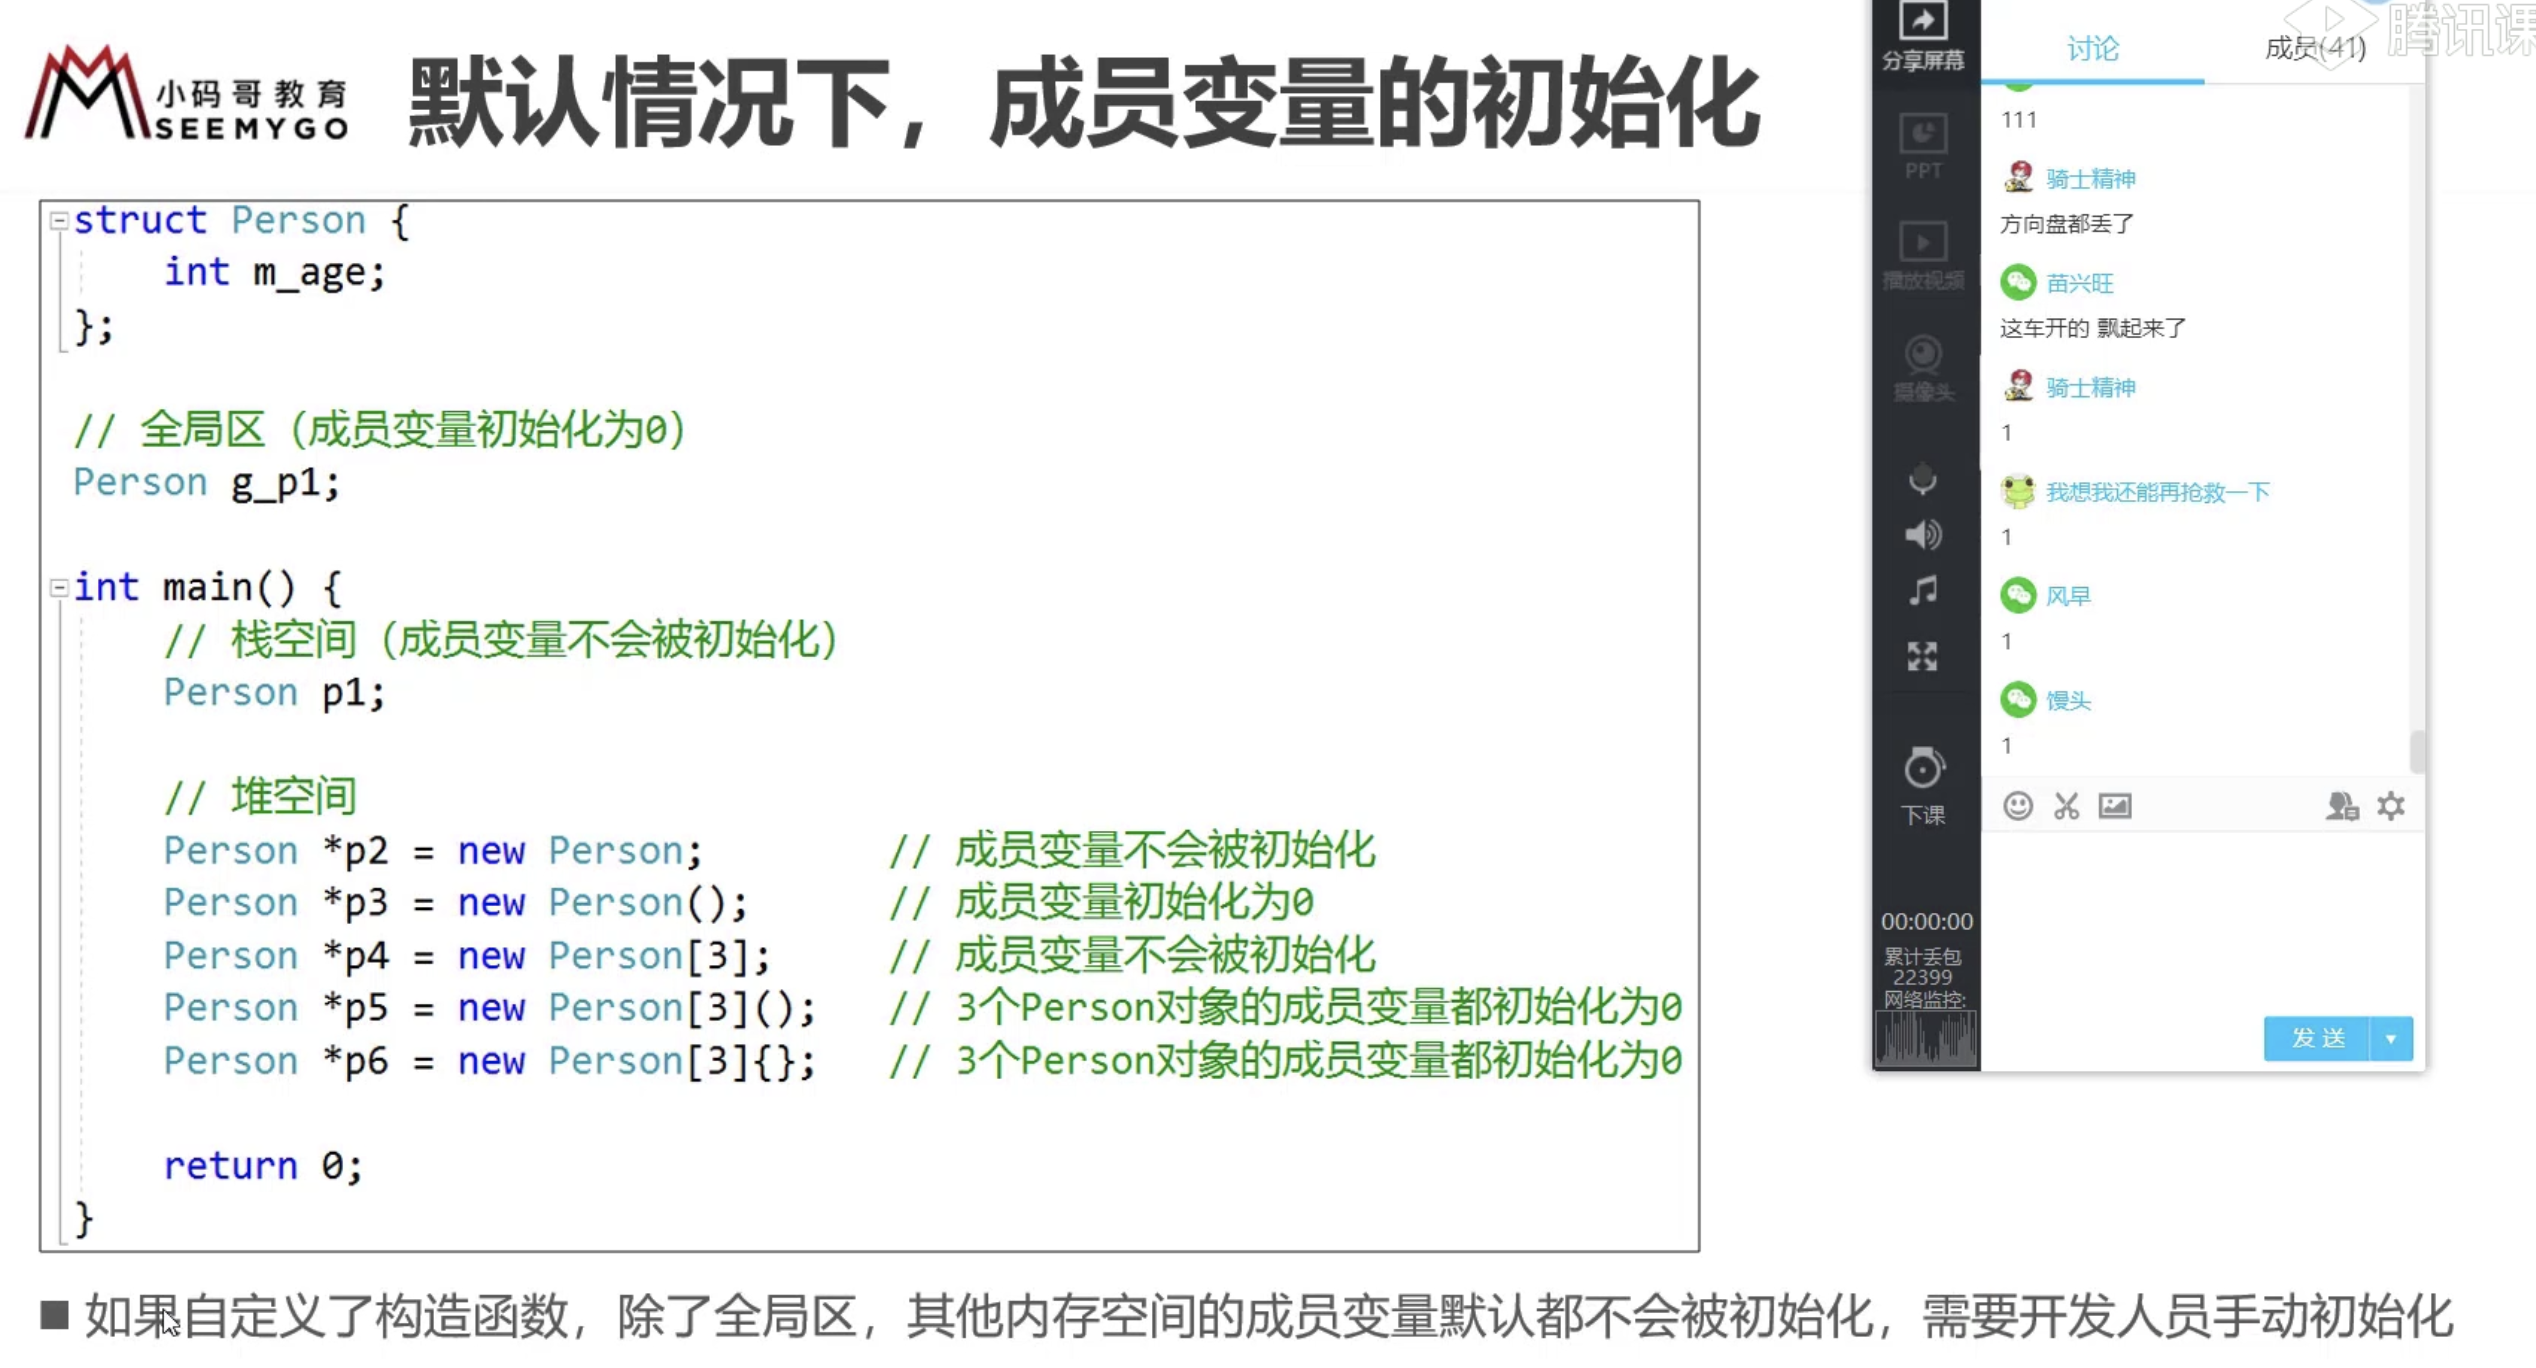 小码哥教育
SEEMYGO
默认情况下，成员变量的初始化
struct Person {
int m_age;
};
// 全局区（成员变量初始化为0）
Person g_p1;
int main() {
// 栈空间（成员变量不会被初始化）
Person p1;
// 堆空间
Person *p2 = new Person; // 成员变量不会被初始化
Person *p3 = new Person(); // 成员变量初始化为0
Person *p4 = new Person[3]; // 成员变量不会被初始化
Person *p5 = new Person[3](); // 3个Person对象的成员变量都初始化为0
Person *p6 = new Person[3]{}; // 3个Person对象的成员变量都初始化为0
return 0;
}
■ 如果自定义了构造函数，除了全局区，其他内存空间的成员变量默认都不会被初始化，需要开发人员手动初始化
分享屏幕
PPT
播放视频
摄像头
下课
00:00:00
累计丢包
22399
网络监控:
讨论
成员(41)
腾讯课
111
骑士精神
方向盘都丢了
苗兴旺
这车开的 飘起来了
骑士精神
1
我想我还能再抢救一下
1
风早
1
馒头
1
发送